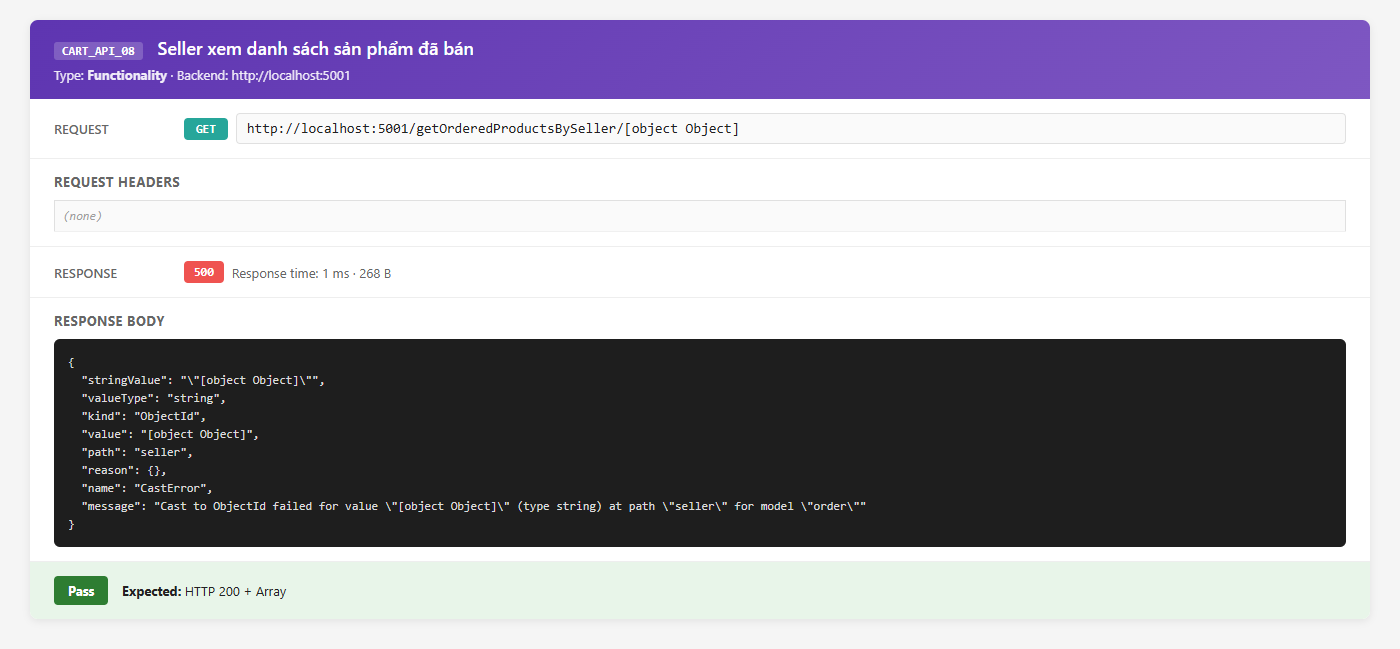 CART_API_08 Seller xem danh sách sản phẩm đã bán
Type: Functionality · Backend: http://localhost:5001
REQUEST GET http://localhost:5001/getOrderedProductsBySeller/[object Object]
REQUEST HEADERS
(none)
RESPONSE 500 Response time: 1 ms · 268 B
RESPONSE BODY
{
  "stringValue": "\"[object Object]\"",
  "valueType": "string",
  "kind": "ObjectId",
  "value": "[object Object]",
  "path": "seller",
  "reason": {},
  "name": "CastError",
  "message": "Cast to ObjectId failed for value \"[object Object]\" (type string) at path \"seller\" for model \"order\""
}
Pass Expected: HTTP 200 + Array